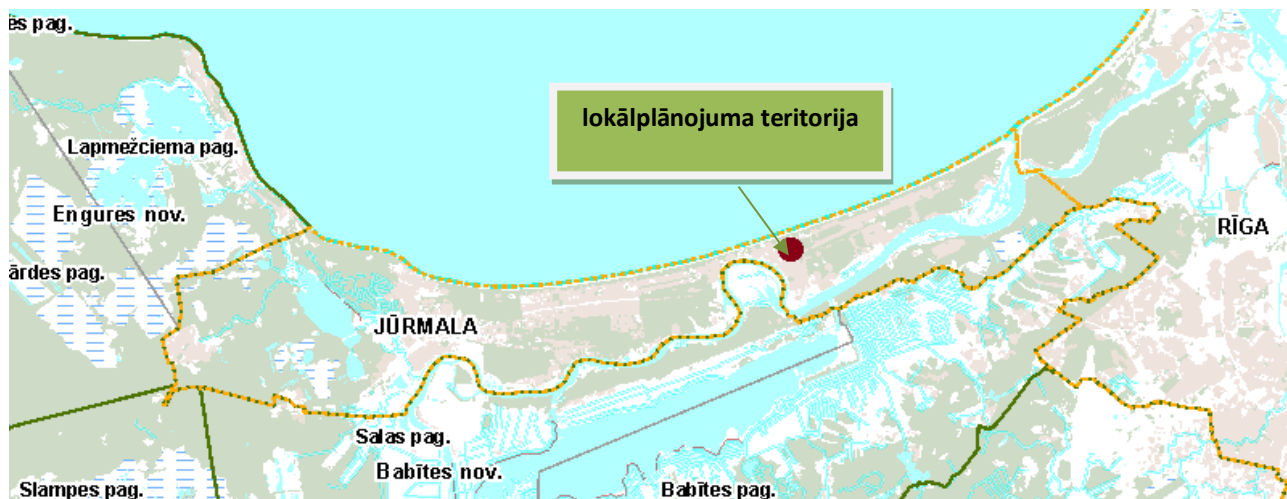 es pag.
lokālplānojuma teritorija
Lapmežciema pag.
Engures nov.
RĪGA
ārdes pag.
JŪRMALA
Salas pag.
Babītes nov.
Slampes pag.
Babītes pag.